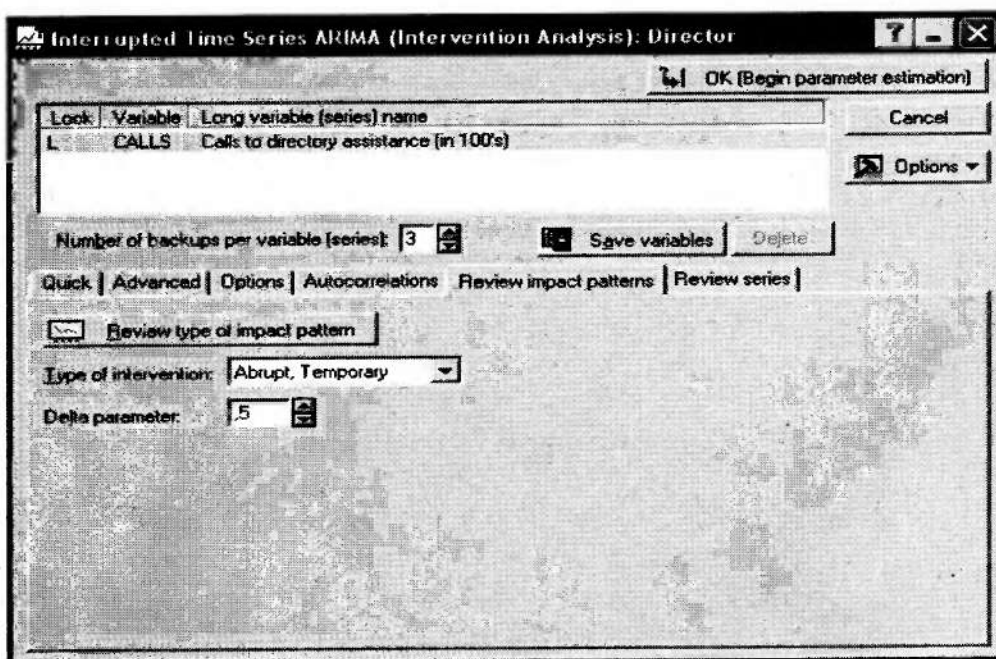 Interrupted Time Series ARIMA (Intervention Analysis): Director
OK (Begin parameter estimation)
Lock Variable Long variable (series) name
L CALLS Calls to directory assistance (in 100's)
Cancel
Options
Number of backups per variable (series): 3
Save variables
Delete
Quick Advanced Options Autocorrelations Review impact patterns Review series
Review type of impact pattern
Type of intervention: Abrupt, Temporary
Delta parameter: ,5